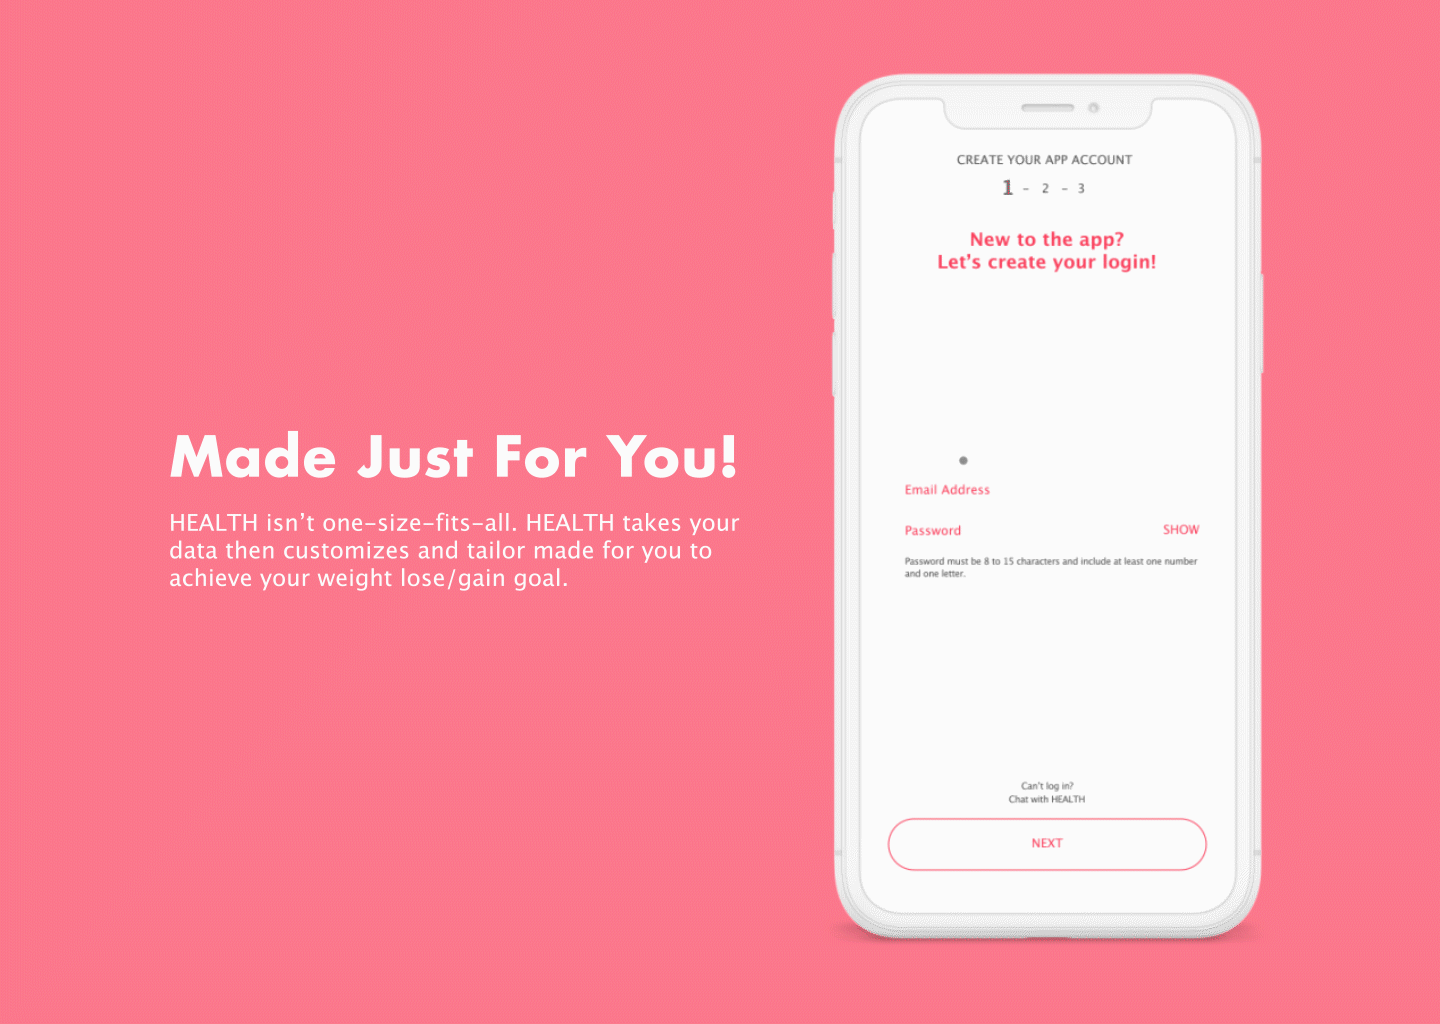 Made Just For You!
HEALTH isn't one-size-fits-all. HEALTH takes your
data then customizes and tailor made for you to
achieve your weight lose/gain goal.
CREATE YOUR APP ACCOUNT
1 - 2 - 3
New to the app?
Let's create your login!
Email Address
Password SHOW
Password must be 8 to 15 characters and include at least one number
and one letter.
Can't log in?
Chat with HEALTH
NEXT